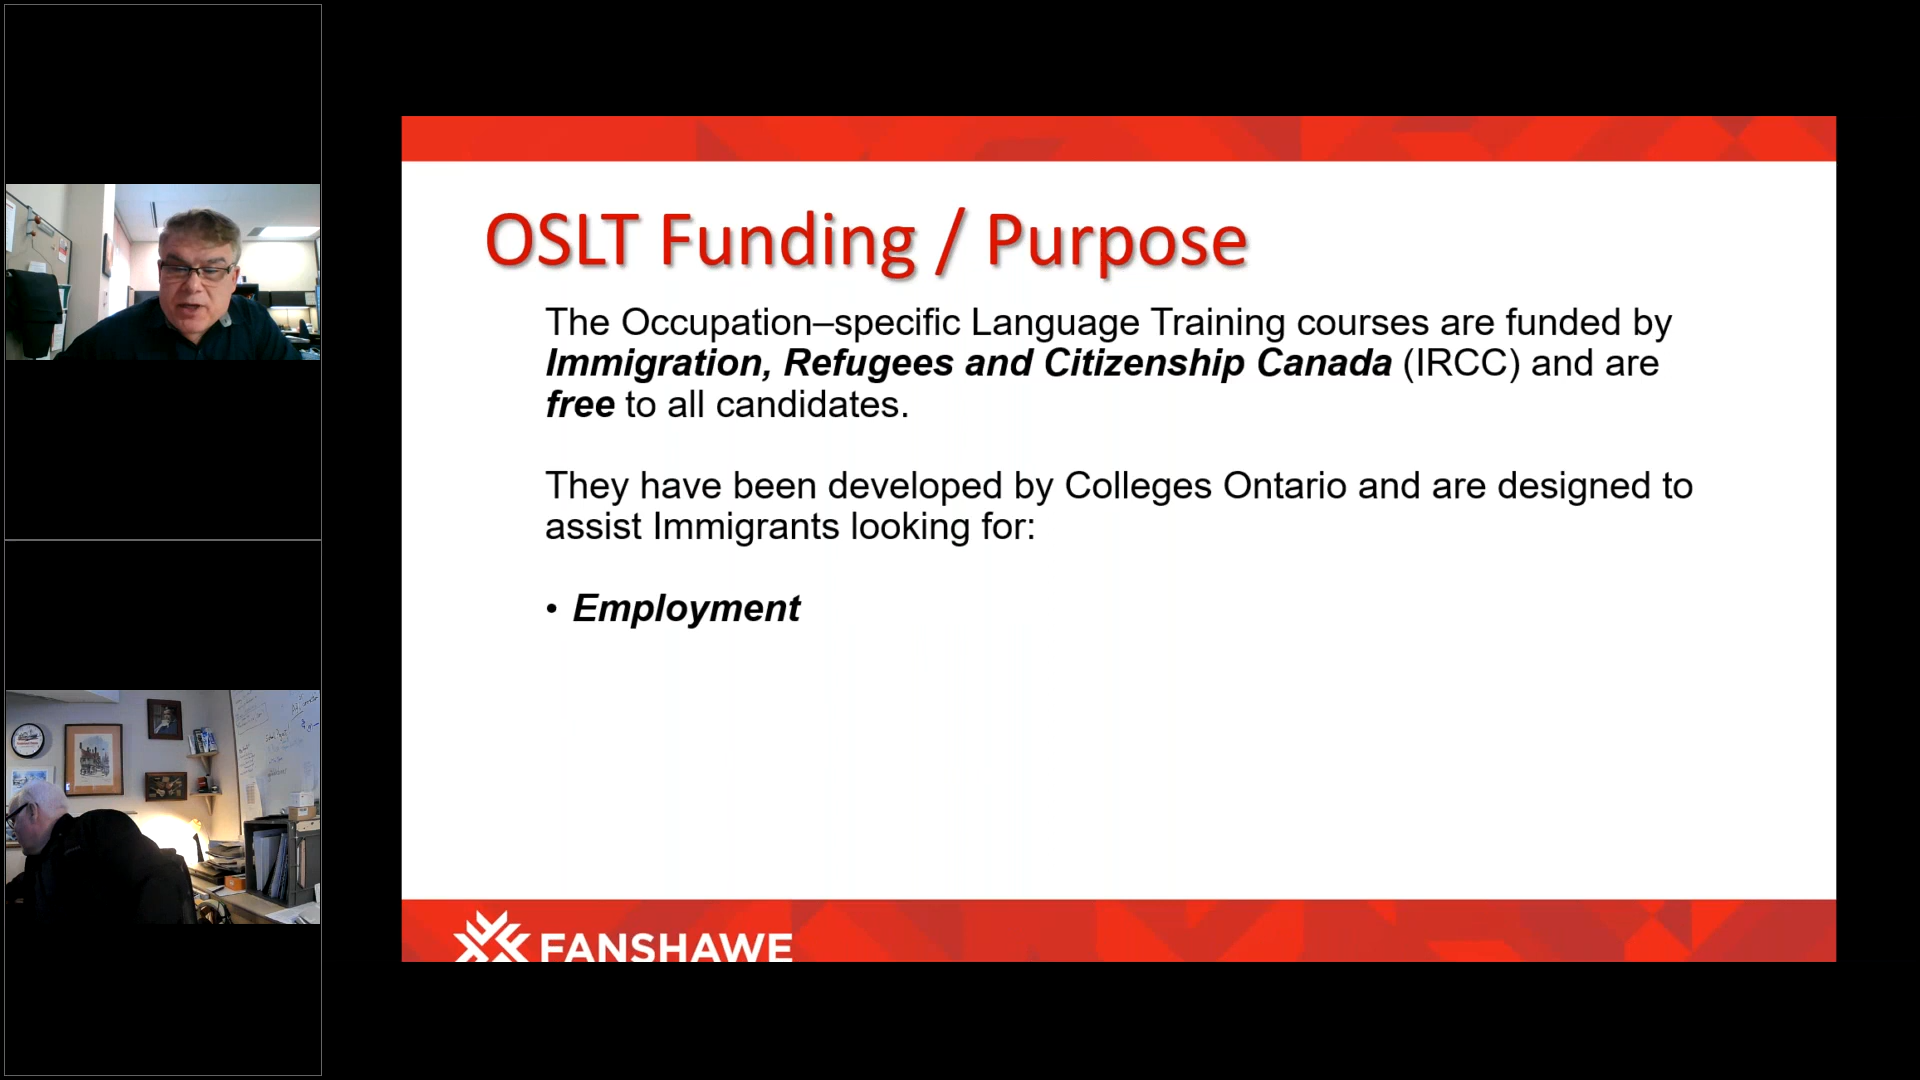 OSLT Funding / Purpose
The Occupation–specific Language Training courses are funded by
Immigration, Refugees and Citizenship Canada (IRCC) and are
free to all candidates.
They have been developed by Colleges Ontario and are designed to
assist Immigrants looking for:
• Employment
FANSHAWE